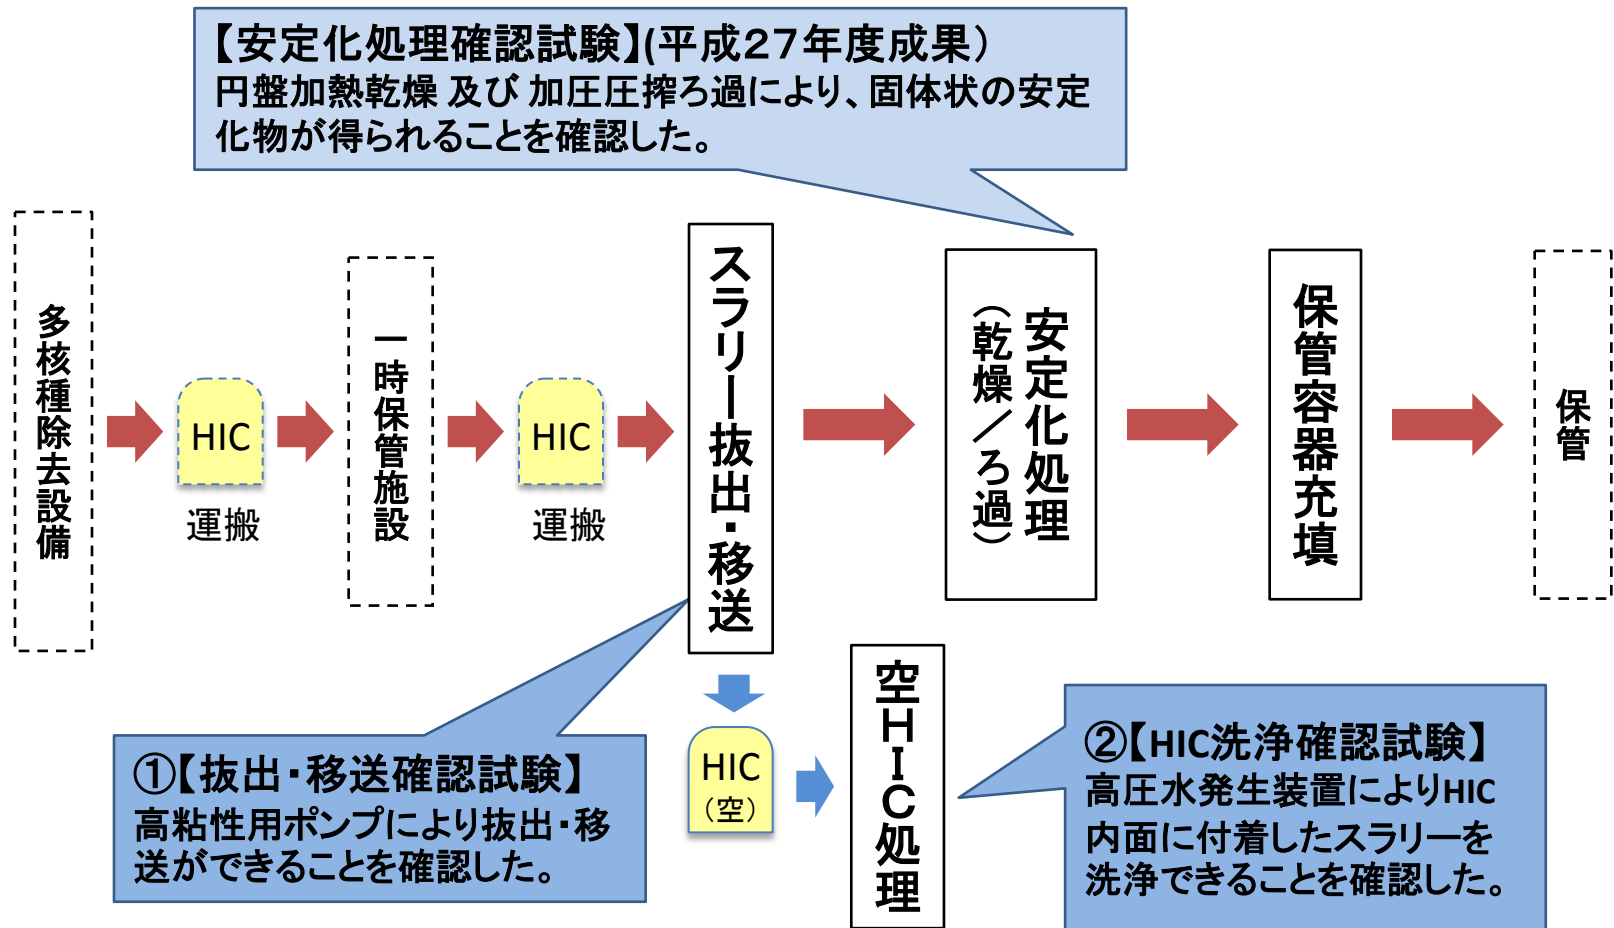 【安定化処理確認試験】(平成27年度成果)
円盤加熱乾燥 及び 加圧圧搾ろ過により、固体状の安定
化物が得られることを確認した。
多核種除去設備
HIC
運搬
一時保管施設
HIC
運搬
スラリー抜出・移送
安定化処理
（乾燥／ろ過）
保管容器充填
保管
HIC
（空）
空HIC処理
①【抜出・移送確認試験】
高粘性用ポンプにより抜出・移
送ができることを確認した。
②【HIC洗浄確認試験】
高圧水発生装置によりHIC
内面に付着したスラリーを
洗浄できることを確認した。